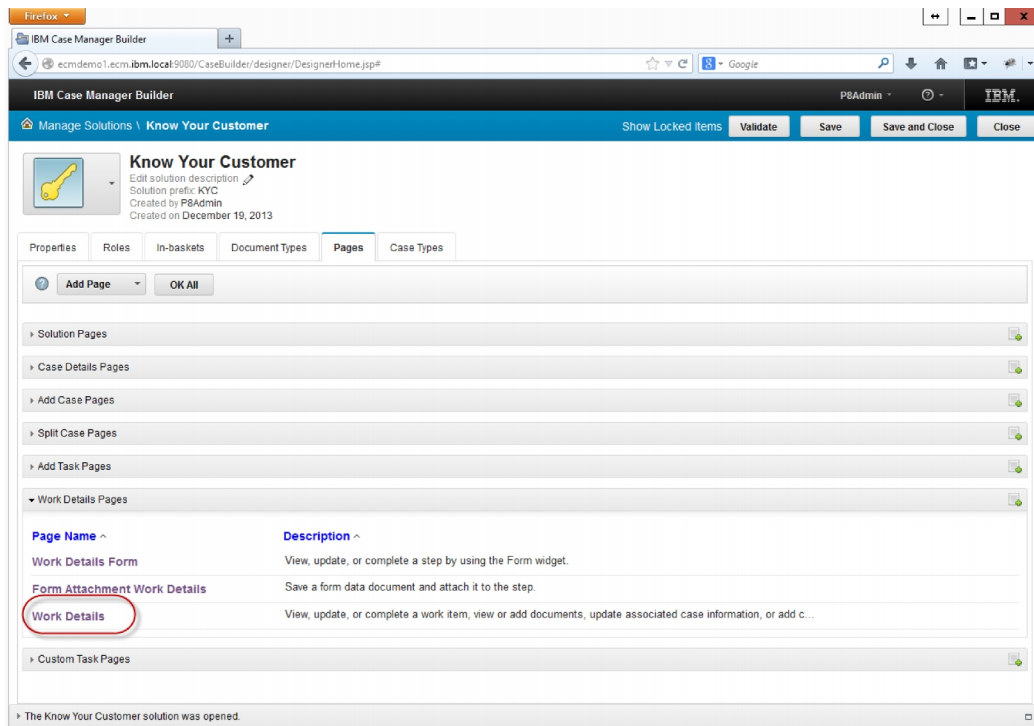 Firefox
IBM Case Manager Builder
ecmdemo1.ecm.ibm.local:9080/CaseBuilder/designer/DesignerHome.jsp#
Google
IBM Case Manager Builder
P8Admin
IBM.
Manage Solutions \ Know Your Customer
Show Locked Items
Validate
Save
Save and Close
Close
Know Your Customer
Edit solution description
Solution prefix: KYC
Created by P8Admin
Created on December 19, 2013
Properties
Roles
In-baskets
Document Types
Pages
Case Types
Add Page
OK All
Solution Pages
Case Details Pages
Add Case Pages
Split Case Pages
Add Task Pages
Work Details Pages
Page Name
Description
Work Details Form
View, update, or complete a step by using the Form widget.
Form Attachment Work Details
Save a form data document and attach it to the step.
Work Details
View, update, or complete a work item, view or add documents, update associated case information, or add c...
Custom Task Pages
The Know Your Customer solution was opened.